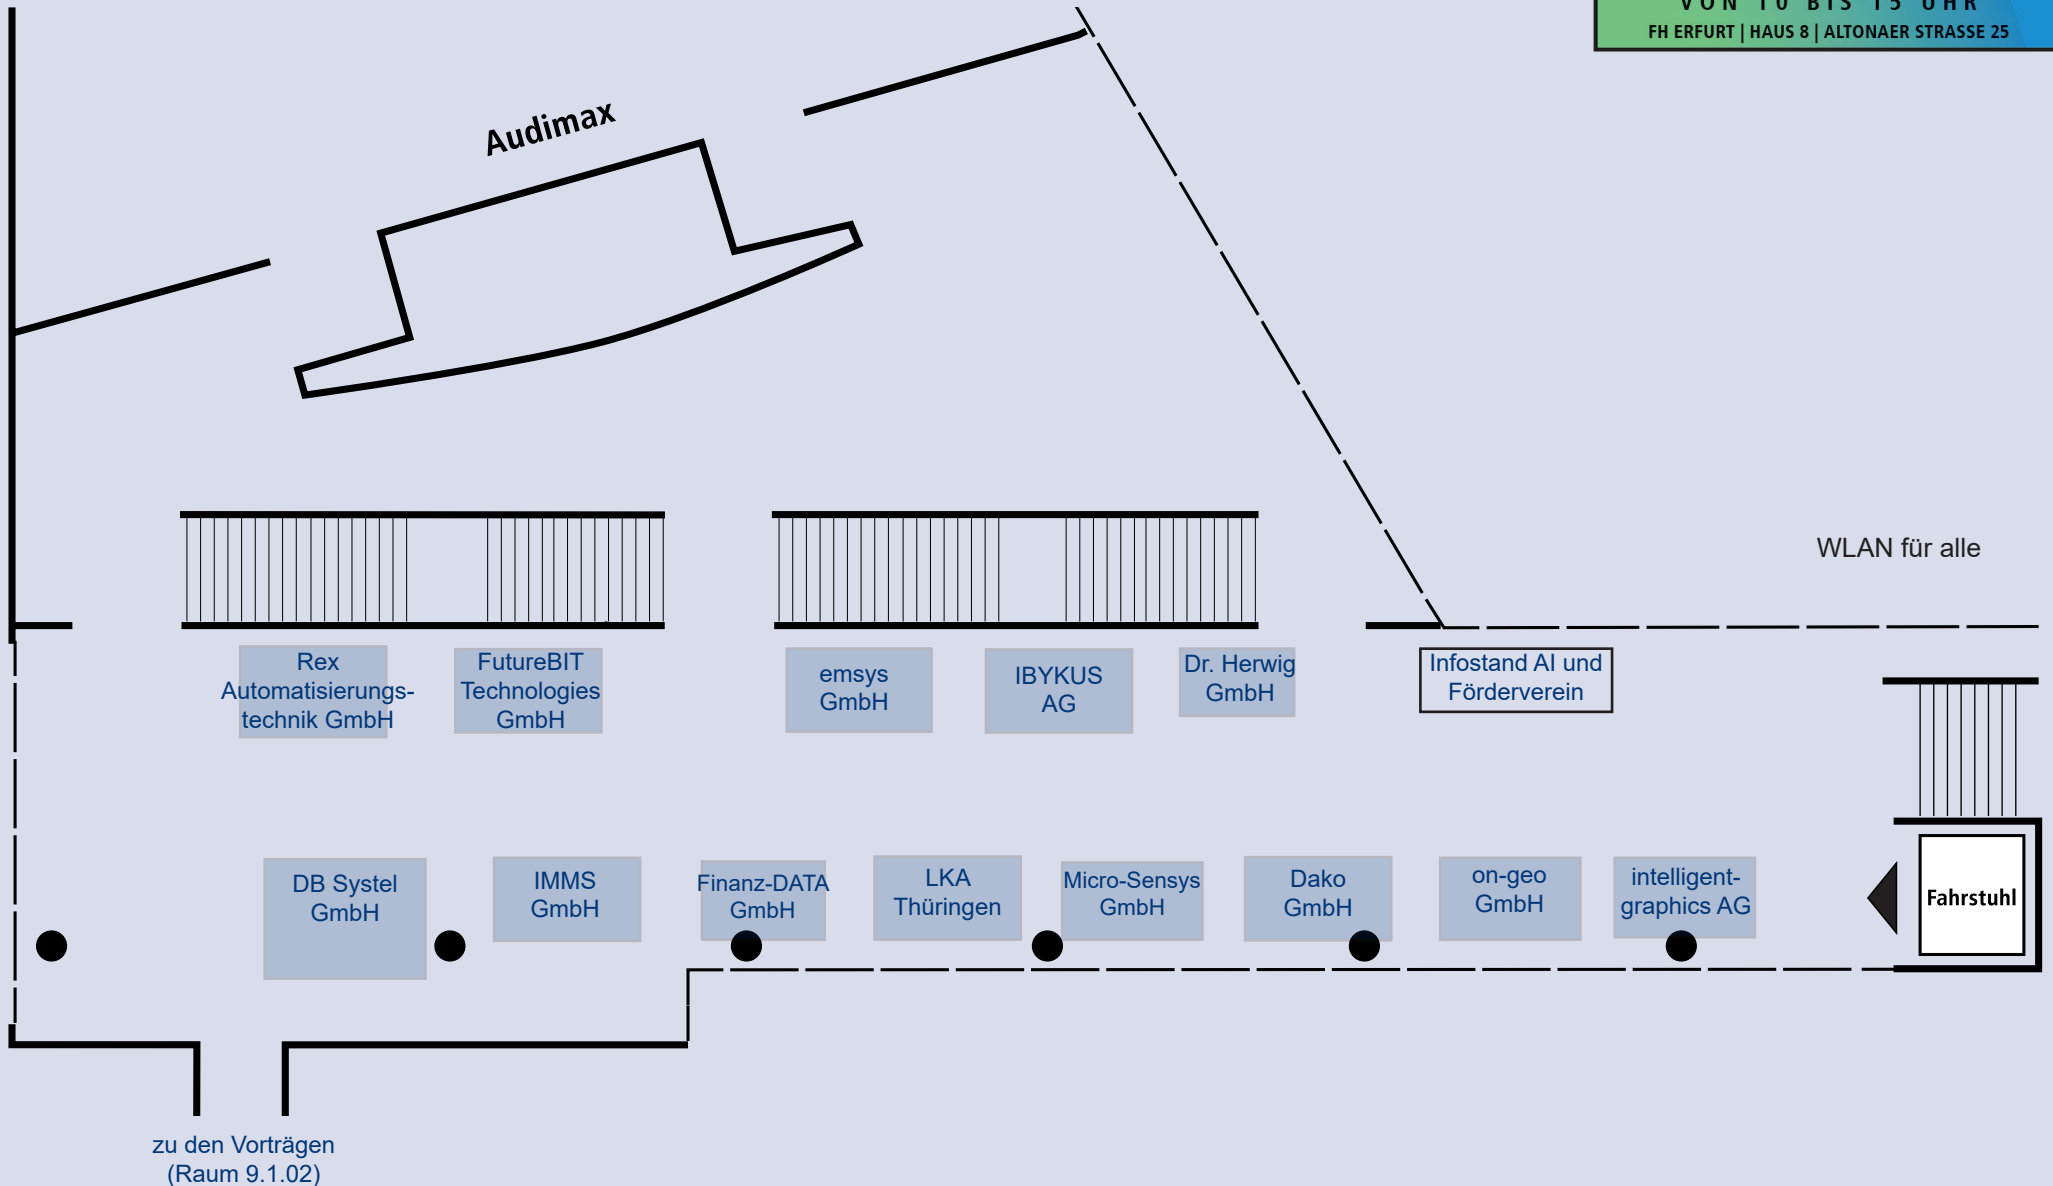 VON 10 BIS 15 UHR
FH ERFURT | HAUS 8 | ALTONAER STRASSE 25
Audimax
WLAN für alle
Rex
Automatisierungs-
technik GmbH
FutureBIT
Technologies
GmbH
emsys
GmbH
IBYKUS
AG
Dr. Herwig
GmbH
Infostand AI und
Förderverein
DB Systel
GmbH
IMMS
GmbH
Finanz-DATA
GmbH
LKA
Thüringen
Micro-Sensys
GmbH
Dako
GmbH
on-geo
GmbH
intelligent-
graphics AG
Fahrstuhl
zu den Vorträgen
(Raum 9.1.02)